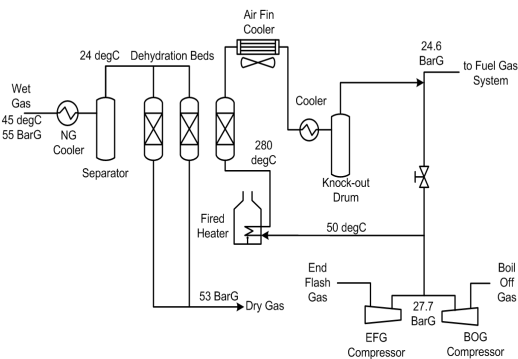 Air Fin
Cooler
24 degC
Dehydration Beds
24.6
BarG
to Fuel Gas
System
Wet
Gas
45 degC
55 BarG
NG
Cooler
Separator
Cooler
280
degC
Knock-out
Drum
Fired
Heater
50 degC
53 BarG
Dry Gas
End
Flash
Gas
27.7
BarG
Boil
Off
Gas
EFG
Compressor
BOG
Compressor